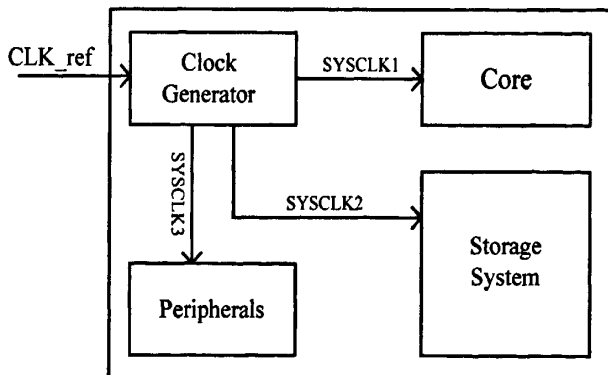 CLK_ref
Clock
Generator
SYSCLK1
Core
SYSCLK3
SYSCLK2
Storage
System
Peripherals